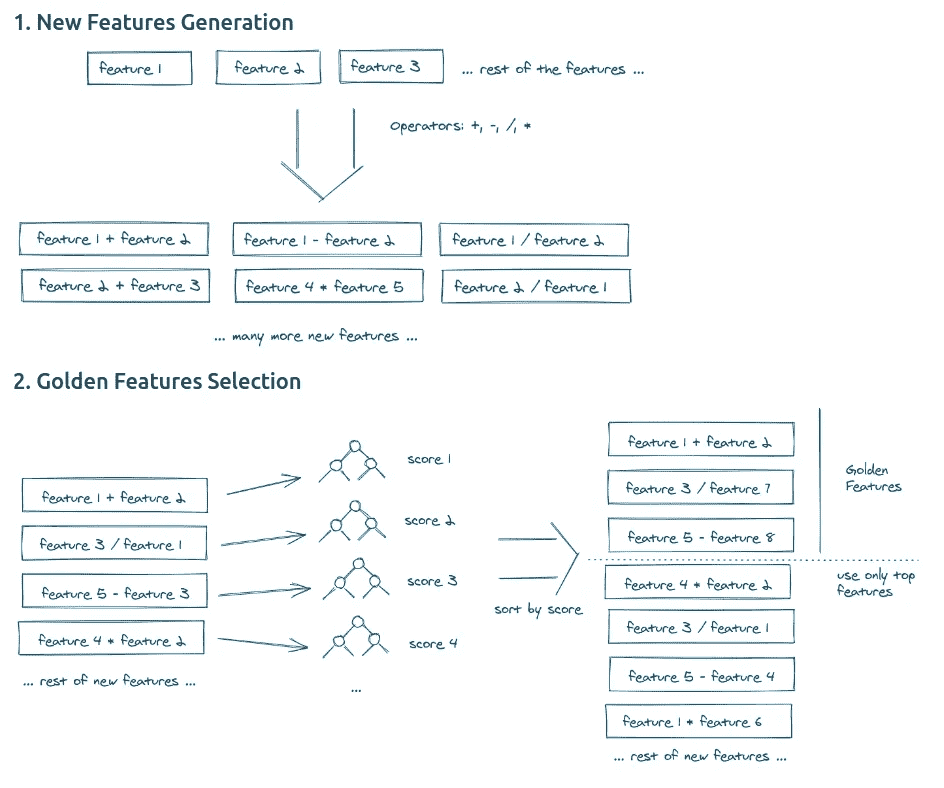 1. New Features Generation
feature 1 feature 2 feature 3 ... rest of the features ...
Operators: +, -, /, *
feature 1 + feature 2 feature 1 - feature 2 feature 1 / feature 2
feature 2 + feature 3 feature 4 * feature 5 feature 2 / feature 1
... many more new features ...
2. Golden Features Selection
feature 1 + feature 2
feature 3 / feature 1
feature 5 - feature 3
feature 4 * feature 2
... rest of new features ...
score 1
score 2
score 3
score 4
...
sort by score
feature 1 + feature 2
feature 3 / feature 7
feature 5 - feature 8
feature 4 * feature 2
feature 3 / feature 1
feature 5 - feature 4
feature 1 * feature 6
... rest of new features ...
Golden
Features
use only top
features